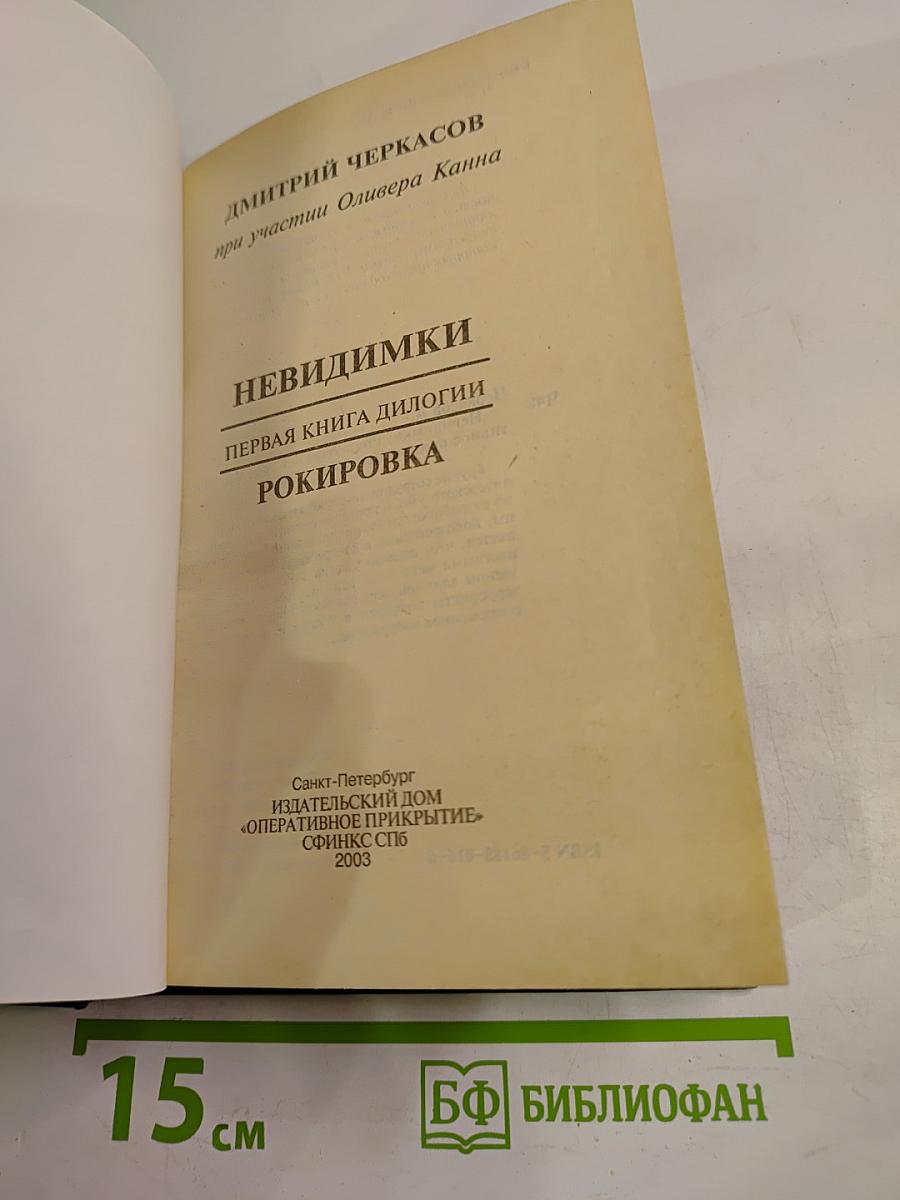 ДМИТРИЙ ЧЕРКАСОВ
при участии Оливера Канна
НЕВИДИМКИ
ПЕРВАЯ КНИГА ДИЛОГИИ
РОКИРОВКА
Санкт-Петербург
ИЗДАТЕЛЬСКИЙ ДОМ
«ОПЕРАТИВНОЕ ПРИКРЫТИЕ»
СФИНКС СПб
2003
15 см
БФ БИБЛИОФАН